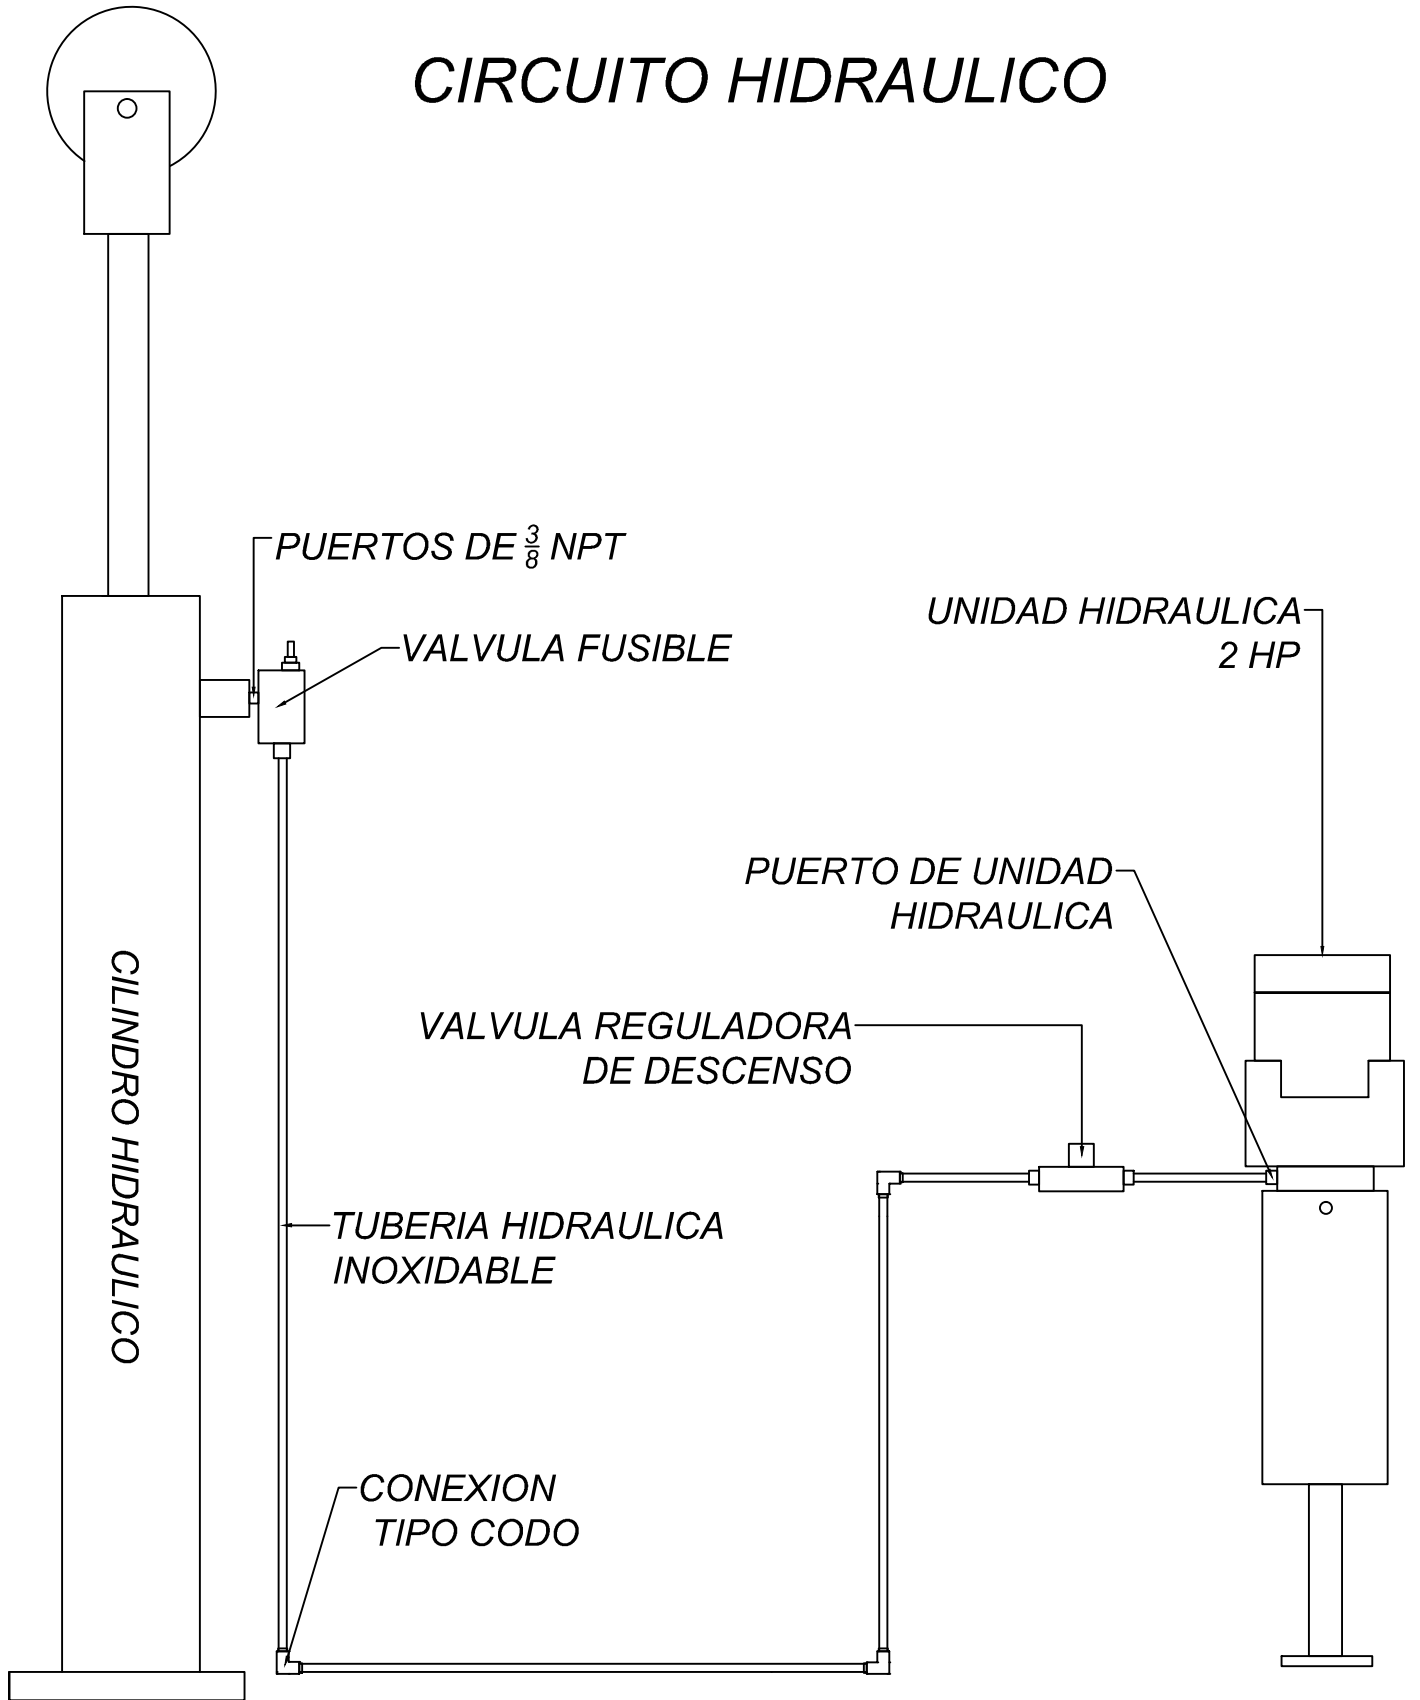 CIRCUITO HIDRAULICO
PUERTOS DE 3/8 NPT
VALVULA FUSIBLE
UNIDAD HIDRAULICA
2 HP
PUERTO DE UNIDAD
HIDRAULICA
CILINDRO HIDRAULICO
VALVULA REGULADORA
DE DESCENSO
TUBERIA HIDRAULICA
INOXIDABLE
CONEXION
TIPO CODO